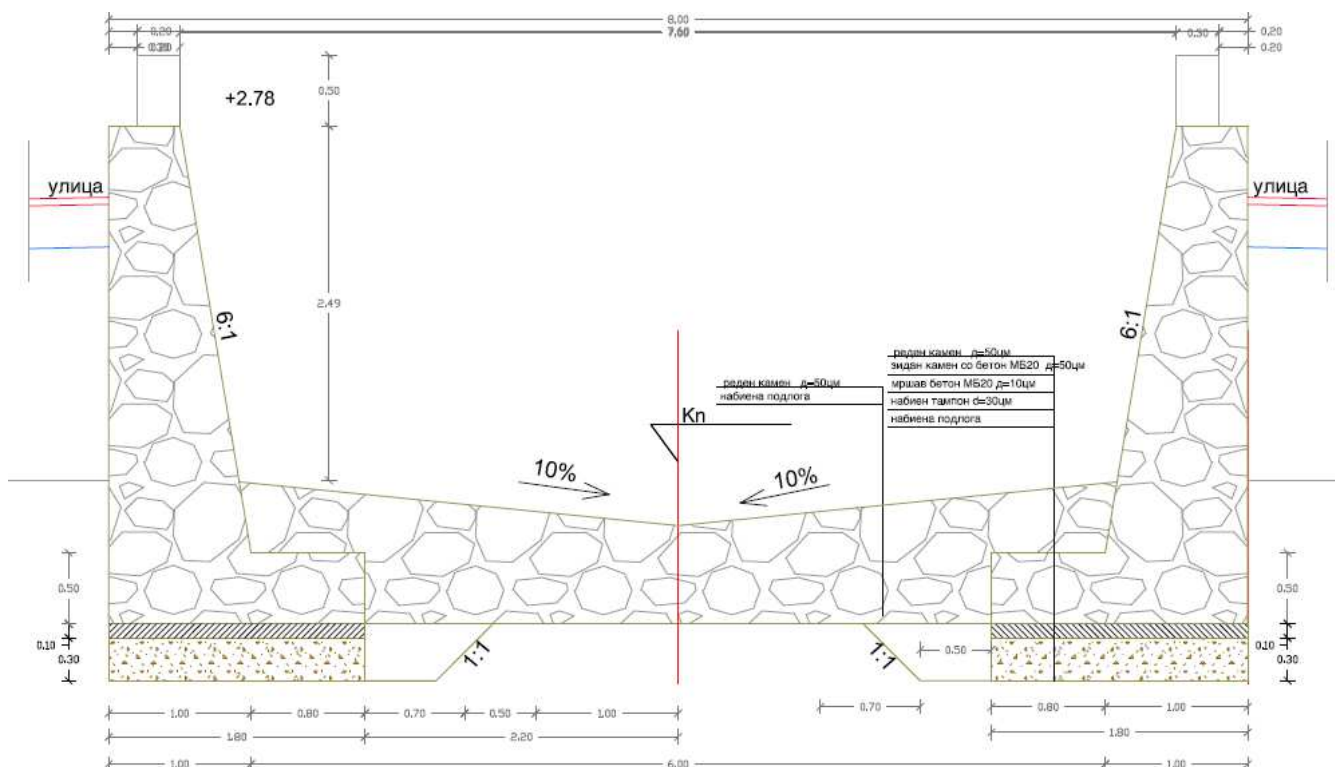 8.00
0.20 7.60 0.30 0.20
0.20
+2.78
0.50
улица улица
2.49
6:1 6:1
реден камен д=50цм
ѕидан камен со бетон МБ20 д=50цм
реден камен д=50цм
мршав бетон МБ20 д=10цм
набиена подлога
набиен тампон d=30цм
набиена подлога
Kn
10% 10%
0.50 0.50
0.10 0.10
0.30 0.30
1:1 1:1
0.50
1.00 0.80 0.70 0.50 1.00 0.70 0.80 1.00
1.80 2.20 1.80
1.00 6.00 1.00